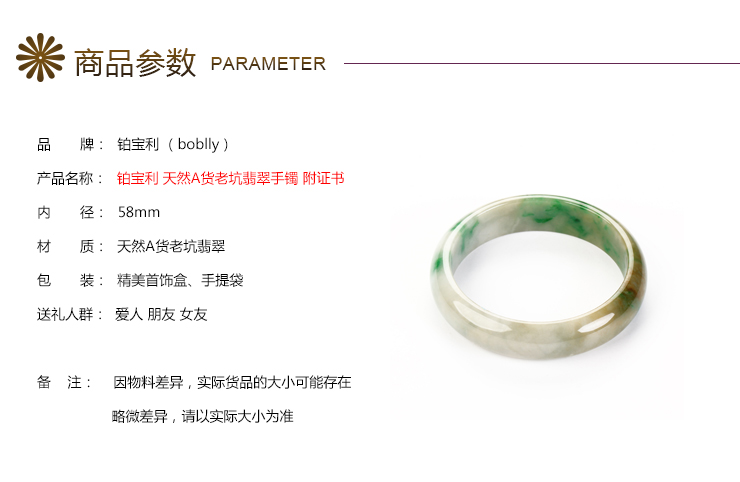 商品参数 PARAMETER
品 牌： 铂宝利（boblly）
产品名称： 铂宝利 天然A货老坑翡翠手镯 附证书
内 径： 58mm
材 质： 天然A货老坑翡翠
包 装： 精美首饰盒、手提袋
送礼人群： 爱人 朋友 女友
备 注： 因物料差异，实际货品的大小可能存在
略微差异，请以实际大小为准